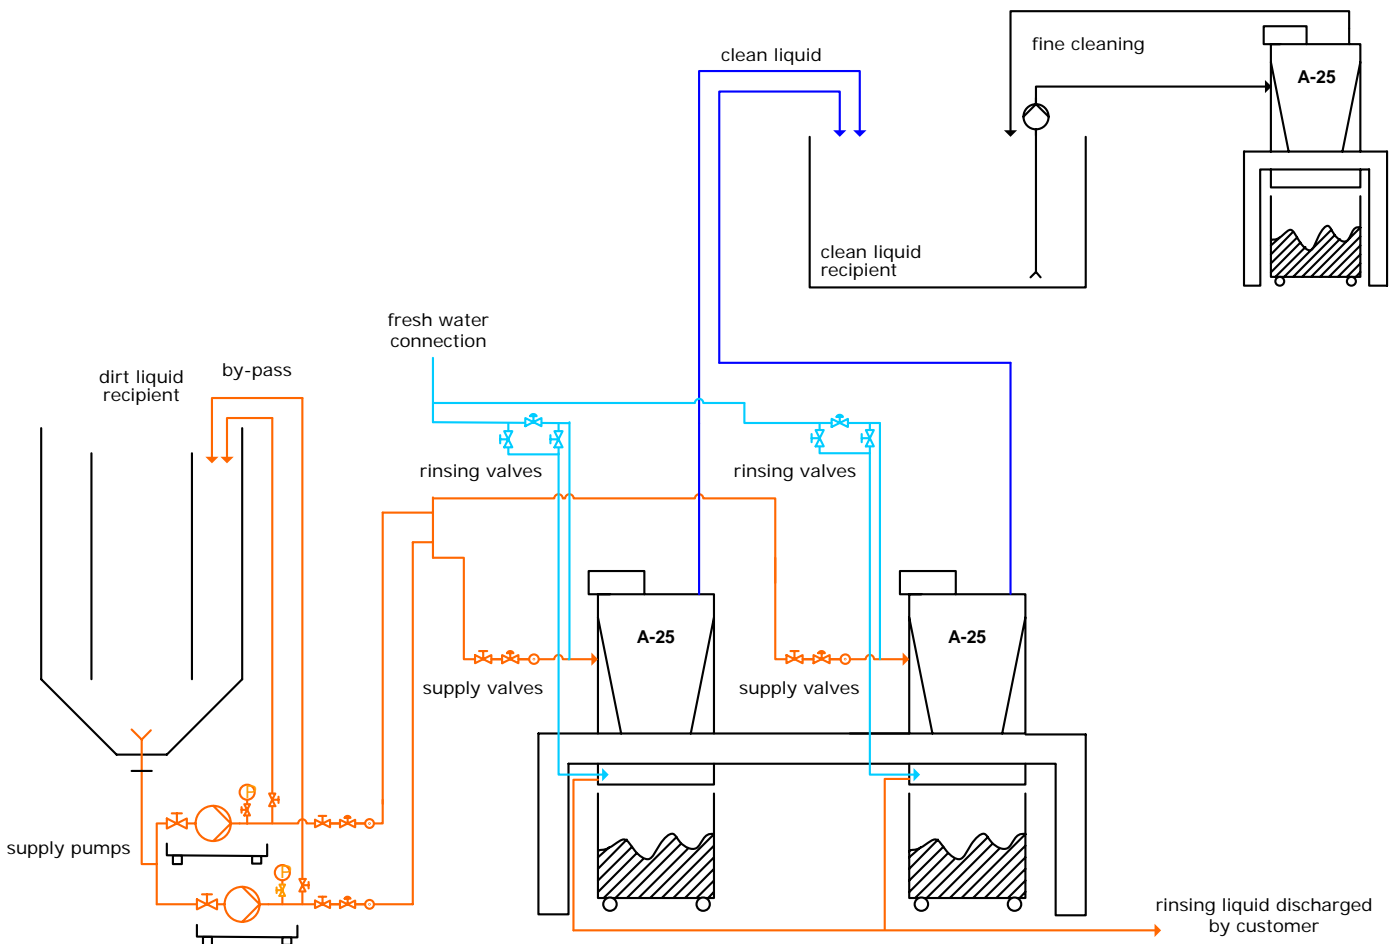 clean liquid
fine cleaning
A-25
clean liquid
recipient
fresh water
connection
by-pass
dirt liquid
recipient
rinsing valves
rinsing valves
A-25
A-25
supply valves
supply valves
supply pumps
rinsing liquid discharged
by customer